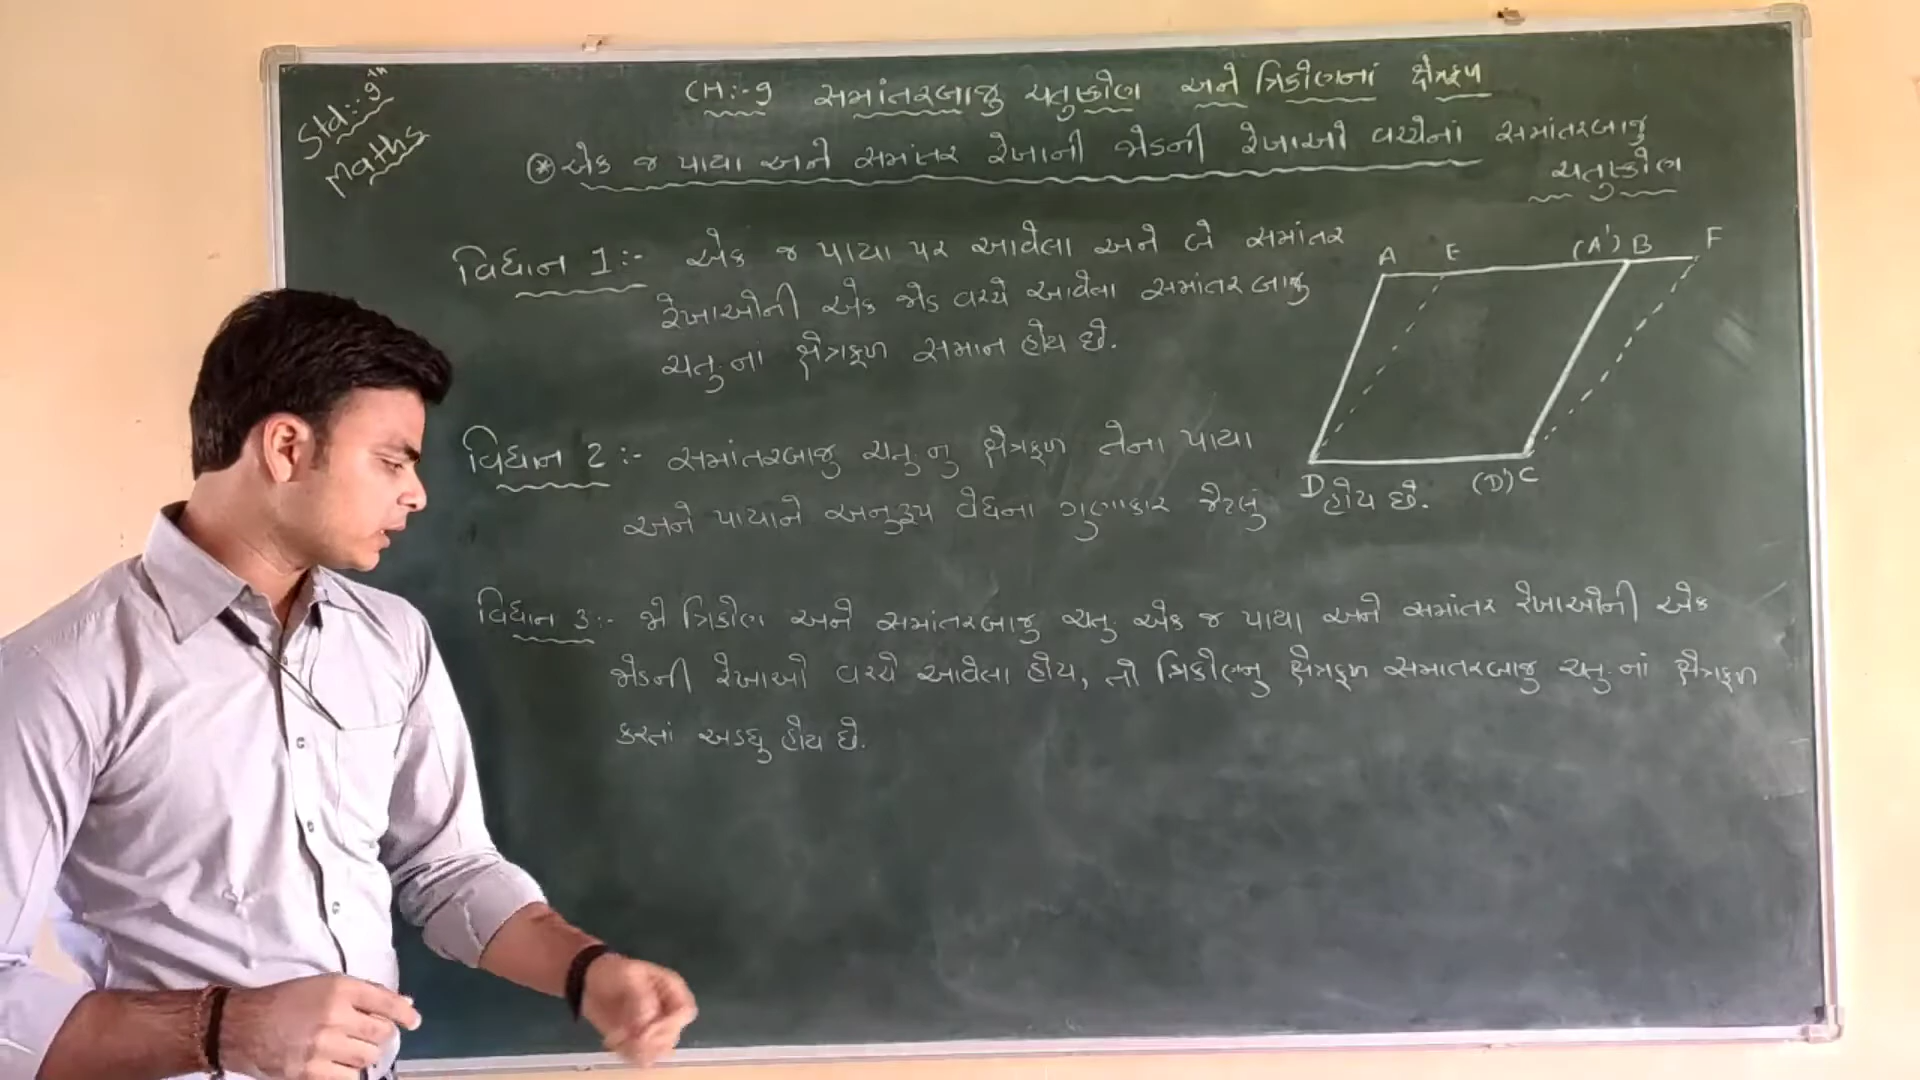 Std:- 9th
Maths
CH:-9 સમાંતરબાજુ ચતુષ્કોણ અને ત્રિકોણનાં ક્ષેત્રફળ
* એક જ પાયા અને સમાંતર રેખાની જોડની રેખાઓ વચ્ચેનાં સમાંતરબાજુ
ચતુષ્કોણ
વિધાન 1:- એક જ પાયા પર આવેલા અને બે સમાંતર
રેખાઓની એક જોડ વચ્ચે આવેલા સમાંતરબાજુ
ચતુ.નાં ક્ષેત્રફળ સમાન હોય છે.
A E (A') B F
D (D') C
વિધાન 2:- સમાંતરબાજુ ચતુ.નુ ક્ષેત્રફળ તેના પાયા
અને પાયાને અનુરૂપ વેધના ગુણાકાર જેટલું હોય છે.
વિધાન 3:- જો ત્રિકોણ અને સમાંતરબાજુ ચતુ. એક જ પાયા અને સમાંતર રેખાઓની એક
જોડની રેખાઓ વચ્ચે આવેલા હોય, તો ત્રિકોણનુ ક્ષેત્રફળ સમાતરબાજુ ચતુ.નાં ક્ષેત્રફળ
કરતાં અડધુ હોય છે.